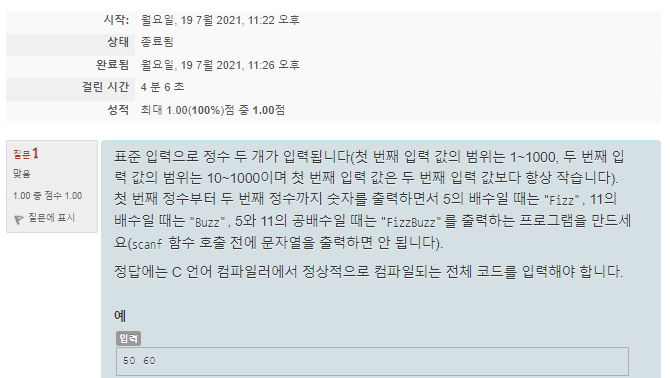 시작: 월요일, 19 7월 2021, 11:22 오후
상태 종료됨
완료됨 월요일, 19 7월 2021, 11:26 오후
걸린 시간 4 분 6 초
성적 최대 1.00(100%)점 중 1.00점
질문 1
맞음
1.00 중 점수 1.00
질문에 표시
표준 입력으로 정수 두 개가 입력됩니다(첫 번째 입력 값의 범위는 1~1000, 두 번째 입
력 값의 범위는 10~1000이며 첫 번째 입력 값은 두 번째 입력 값보다 항상 작습니다).
첫 번째 정수부터 두 번째 정수까지 숫자를 출력하면서 5의 배수일 때는 "Fizz", 11의
배수일 때는 "Buzz", 5와 11의 공배수일 때는 "FizzBuzz"를 출력하는 프로그램을 만드세
요(scanf 함수 호출 전에 문자열을 출력하면 안 됩니다).
정답에는 C 언어 컴파일러에서 정상적으로 컴파일되는 전체 코드를 입력해야 합니다.
예
입력
50 60